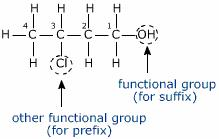 H H H H
4 3 2 1
H-C-C-C-C-OH
H Cl H H
functional group
(for suffix)
other functional group
(for prefix)